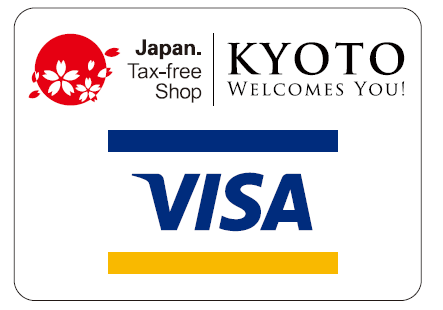 Japan.
Tax-free
Shop
KYOTO
WELCOMES YOU!
VISA